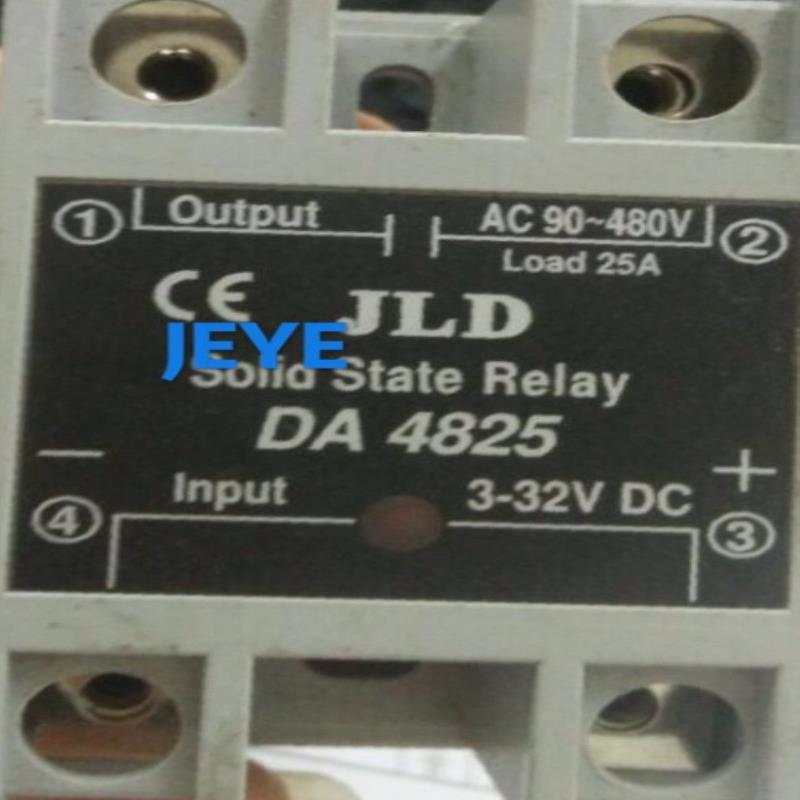 ① Output AC 90~480V ②
Load 25A
CE JLD
JEYE
Solid State Relay
DA 4825
− +
Input 3-32V DC
④ ③